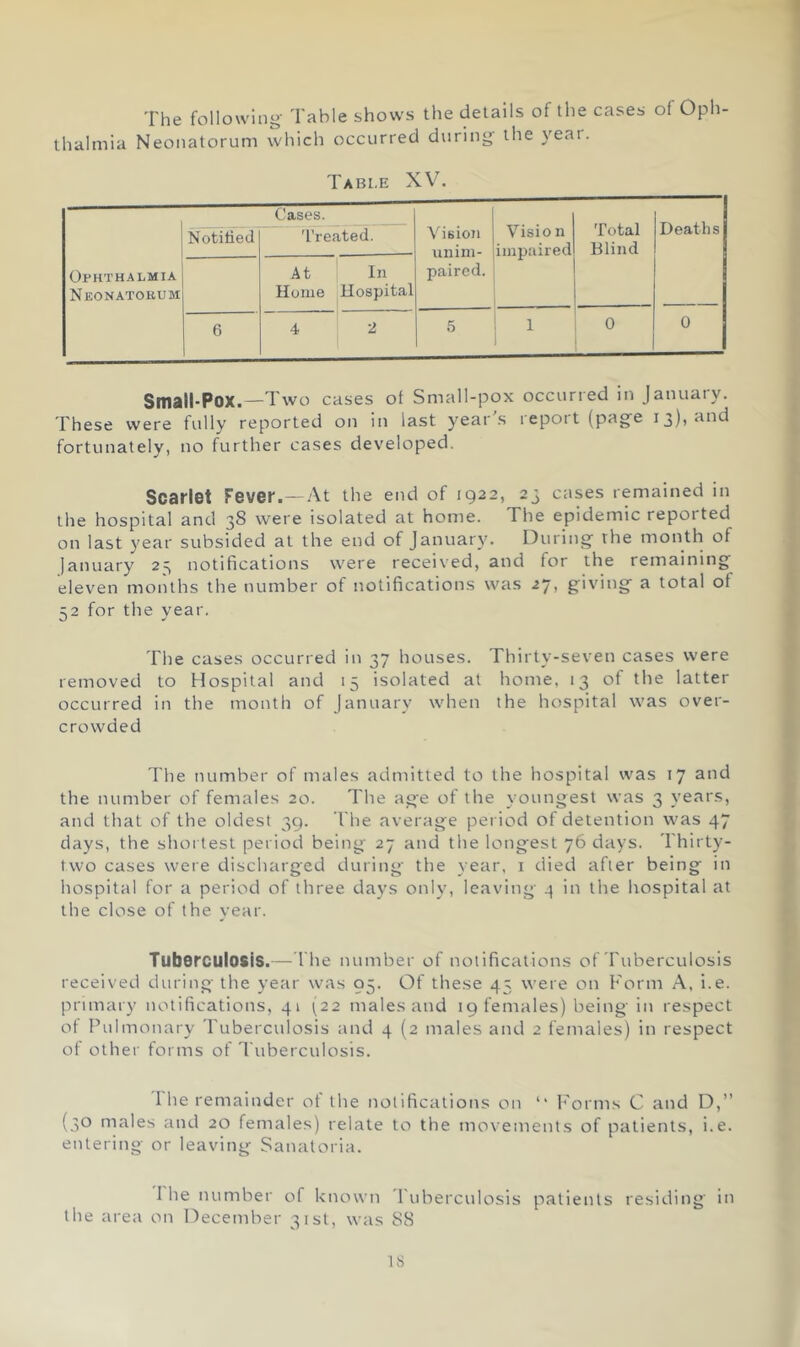 The following Table shows the details of the cases of Oph-
thalmia Neonatorum which occurred during the year.
TABLE XV.
Cases.
Notified Treated. Vision unim- paired. Vision impaired Total Blind Deaths
OPHTHALMIA NEONATORUM
At Home In Hospital
6 4 2 5 1 0 0
Small-Pox.—Two cases of Small-pox occurred in January.
These were fully reported on in last year's report (page 13), and
fortunately, no further cases developed.
Scarlet Fever.—At the end of 1922, 23 cases remained in
the hospital and 38 were isolated at home. The epidemic reported
on last year subsided at the end of January. During the month of
January 25 notifications were received, and for the remaining
eleven months the number of notifications was 27, giving a total of
52 for the year.
The cases occurred in 37 houses. Thirty-seven cases were
removed to Hospital and 15 isolated at home, 13 of the latter
occurred in the month of January when the hospital was over-
crowded
The number of males admitted to the hospital was 17 and
the number of females 20. The age of the youngest was 3 years,
and that of the oldest 39. The average period of detention was 47
days, the shortest period being 27 and the longest 76 days. Thirty-
two cases were discharged during the year, 1 died after being in
hospital for a period of three days only, leaving 4 in the hospital at
the close of the year.
Tuberculosis.—The number of notifications of Tuberculosis
received during the year was 95. Of these 45 were on Form A, i.e.
primary notifications, 41 (22 males and 19 females) being in respect
of Pulmonary Tuberculosis and 4 (2 males and 2 females) in respect
of other forms of Tuberculosis.
The remainder of the notifications on “ Forms C and D,”
(30 males and 20 females) relate to the movements of patients, i.e.
entering or leaving Sanatoria.
The number of known Tuberculosis patients residing in
the area on December 31st, was 88
18